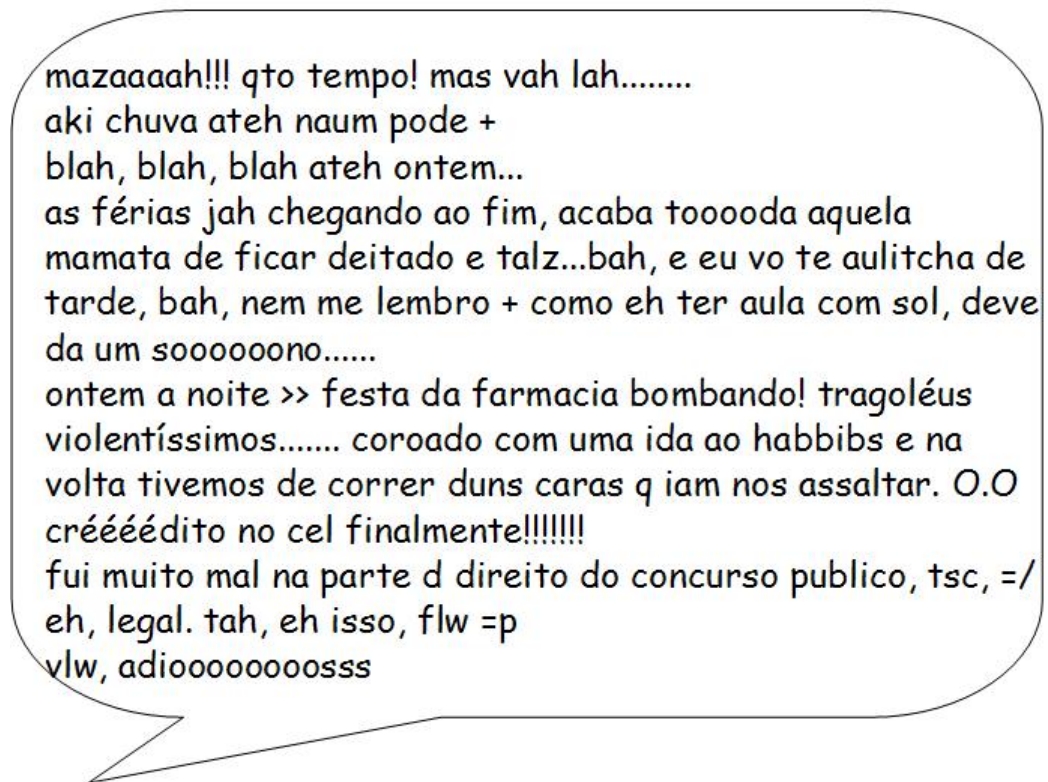 mazaaaah!!! qto tempo! mas vah lah........
aki chuva ateh naum pode +
blah, blah, blah ateh ontem...
as férias jah chegando ao fim, acaba tooooda aquela
mamata de ficar deitado e talz...bah, e eu vo te aulitcha de
tarde, bah, nem me lembro + como eh ter aula com sol, deve
da um soooooono......
ontem a noite >> festa da farmacia bombando! tragoléus
violentíssimos....... coroado com uma ida ao habbibs e na
volta tivemos de correr duns caras q iam nos assaltar. O.O
créééédito no cel finalmente!!!!!!!
fui muito mal na parte d direito do concurso publico, tsc, =/
eh, legal. tah, eh isso, flw =p
vlw, adiooooooooosss